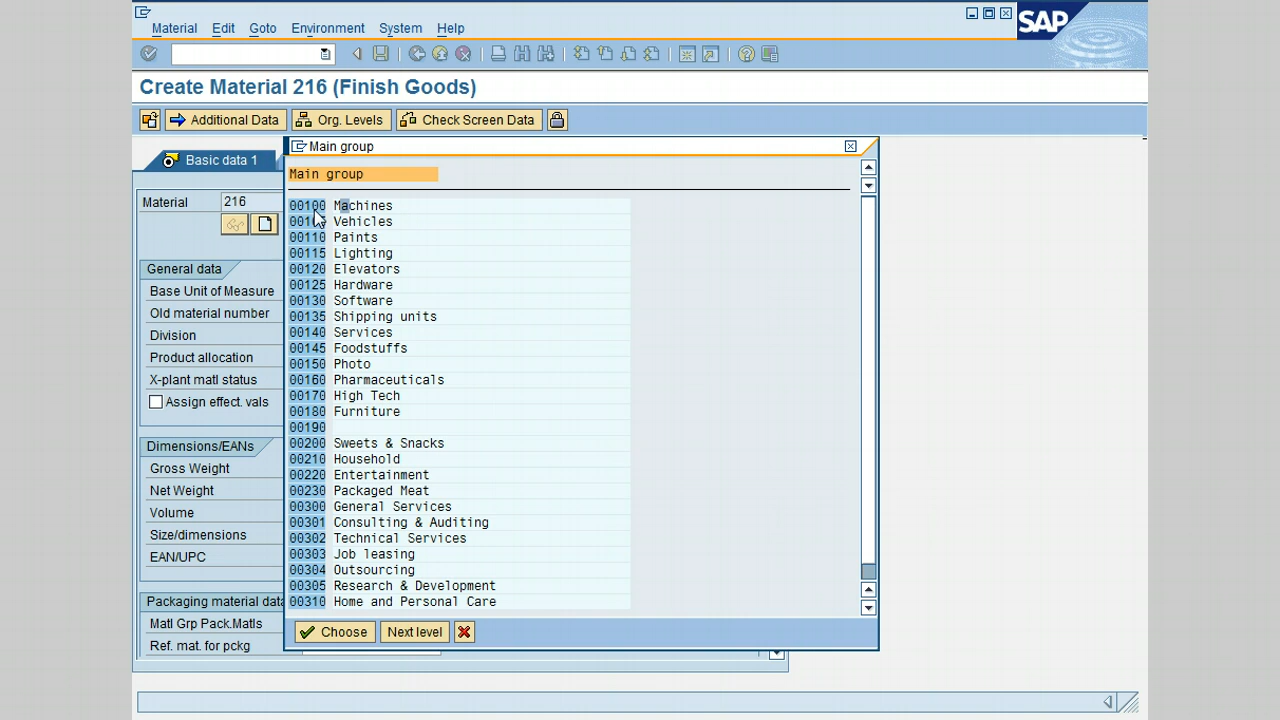 Material Edit Goto Environment System Help
SAP
Create Material 216 (Finish Goods)
Additional Data Org. Levels Check Screen Data
Basic data 1
Material 216
General data
Base Unit of Measure
Old material number
Division
Product allocation
X-plant matl status
Assign effect. vals
Dimensions/EANs
Gross Weight
Net Weight
Volume
Size/dimensions
EAN/UPC
Packaging material data
Matl Grp Pack.Matls
Ref. mat. for pckg
Main group
Main group
00100 Machines
Vehicles
00110 Paints
00115 Lighting
00120 Elevators
00125 Hardware
00130 Software
00135 Shipping units
00140 Services
00145 Foodstuffs
00150 Photo
00160 Pharmaceuticals
00170 High Tech
00180 Furniture
00190
00200 Sweets & Snacks
00210 Household
00220 Entertainment
00230 Packaged Meat
00300 General Services
00301 Consulting & Auditing
00302 Technical Services
00303 Job leasing
00304 Outsourcing
00305 Research & Development
00310 Home and Personal Care
Choose Next level